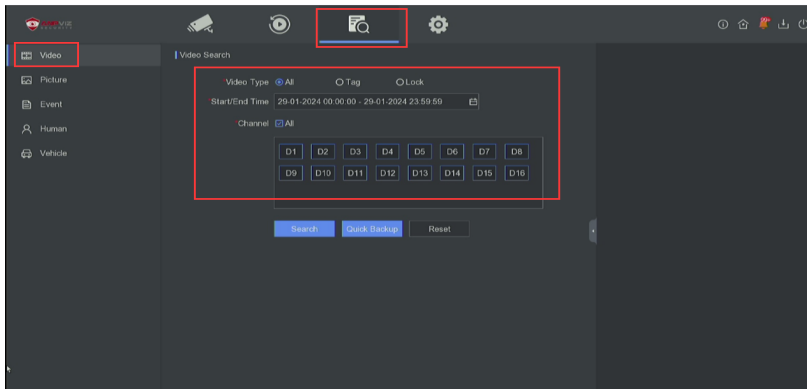 Video
Picture
Event
Human
Vehicle
Video Search
Video Type All Tag Lock
*Start/End Time 29-01-2024 00:00:00 - 29-01-2024 23:59:59
*Channel All
D1 D2 D3 D4 D5 D6 D7 D8
D9 D10 D11 D12 D13 D14 D15 D16
Search Quick Backup Reset